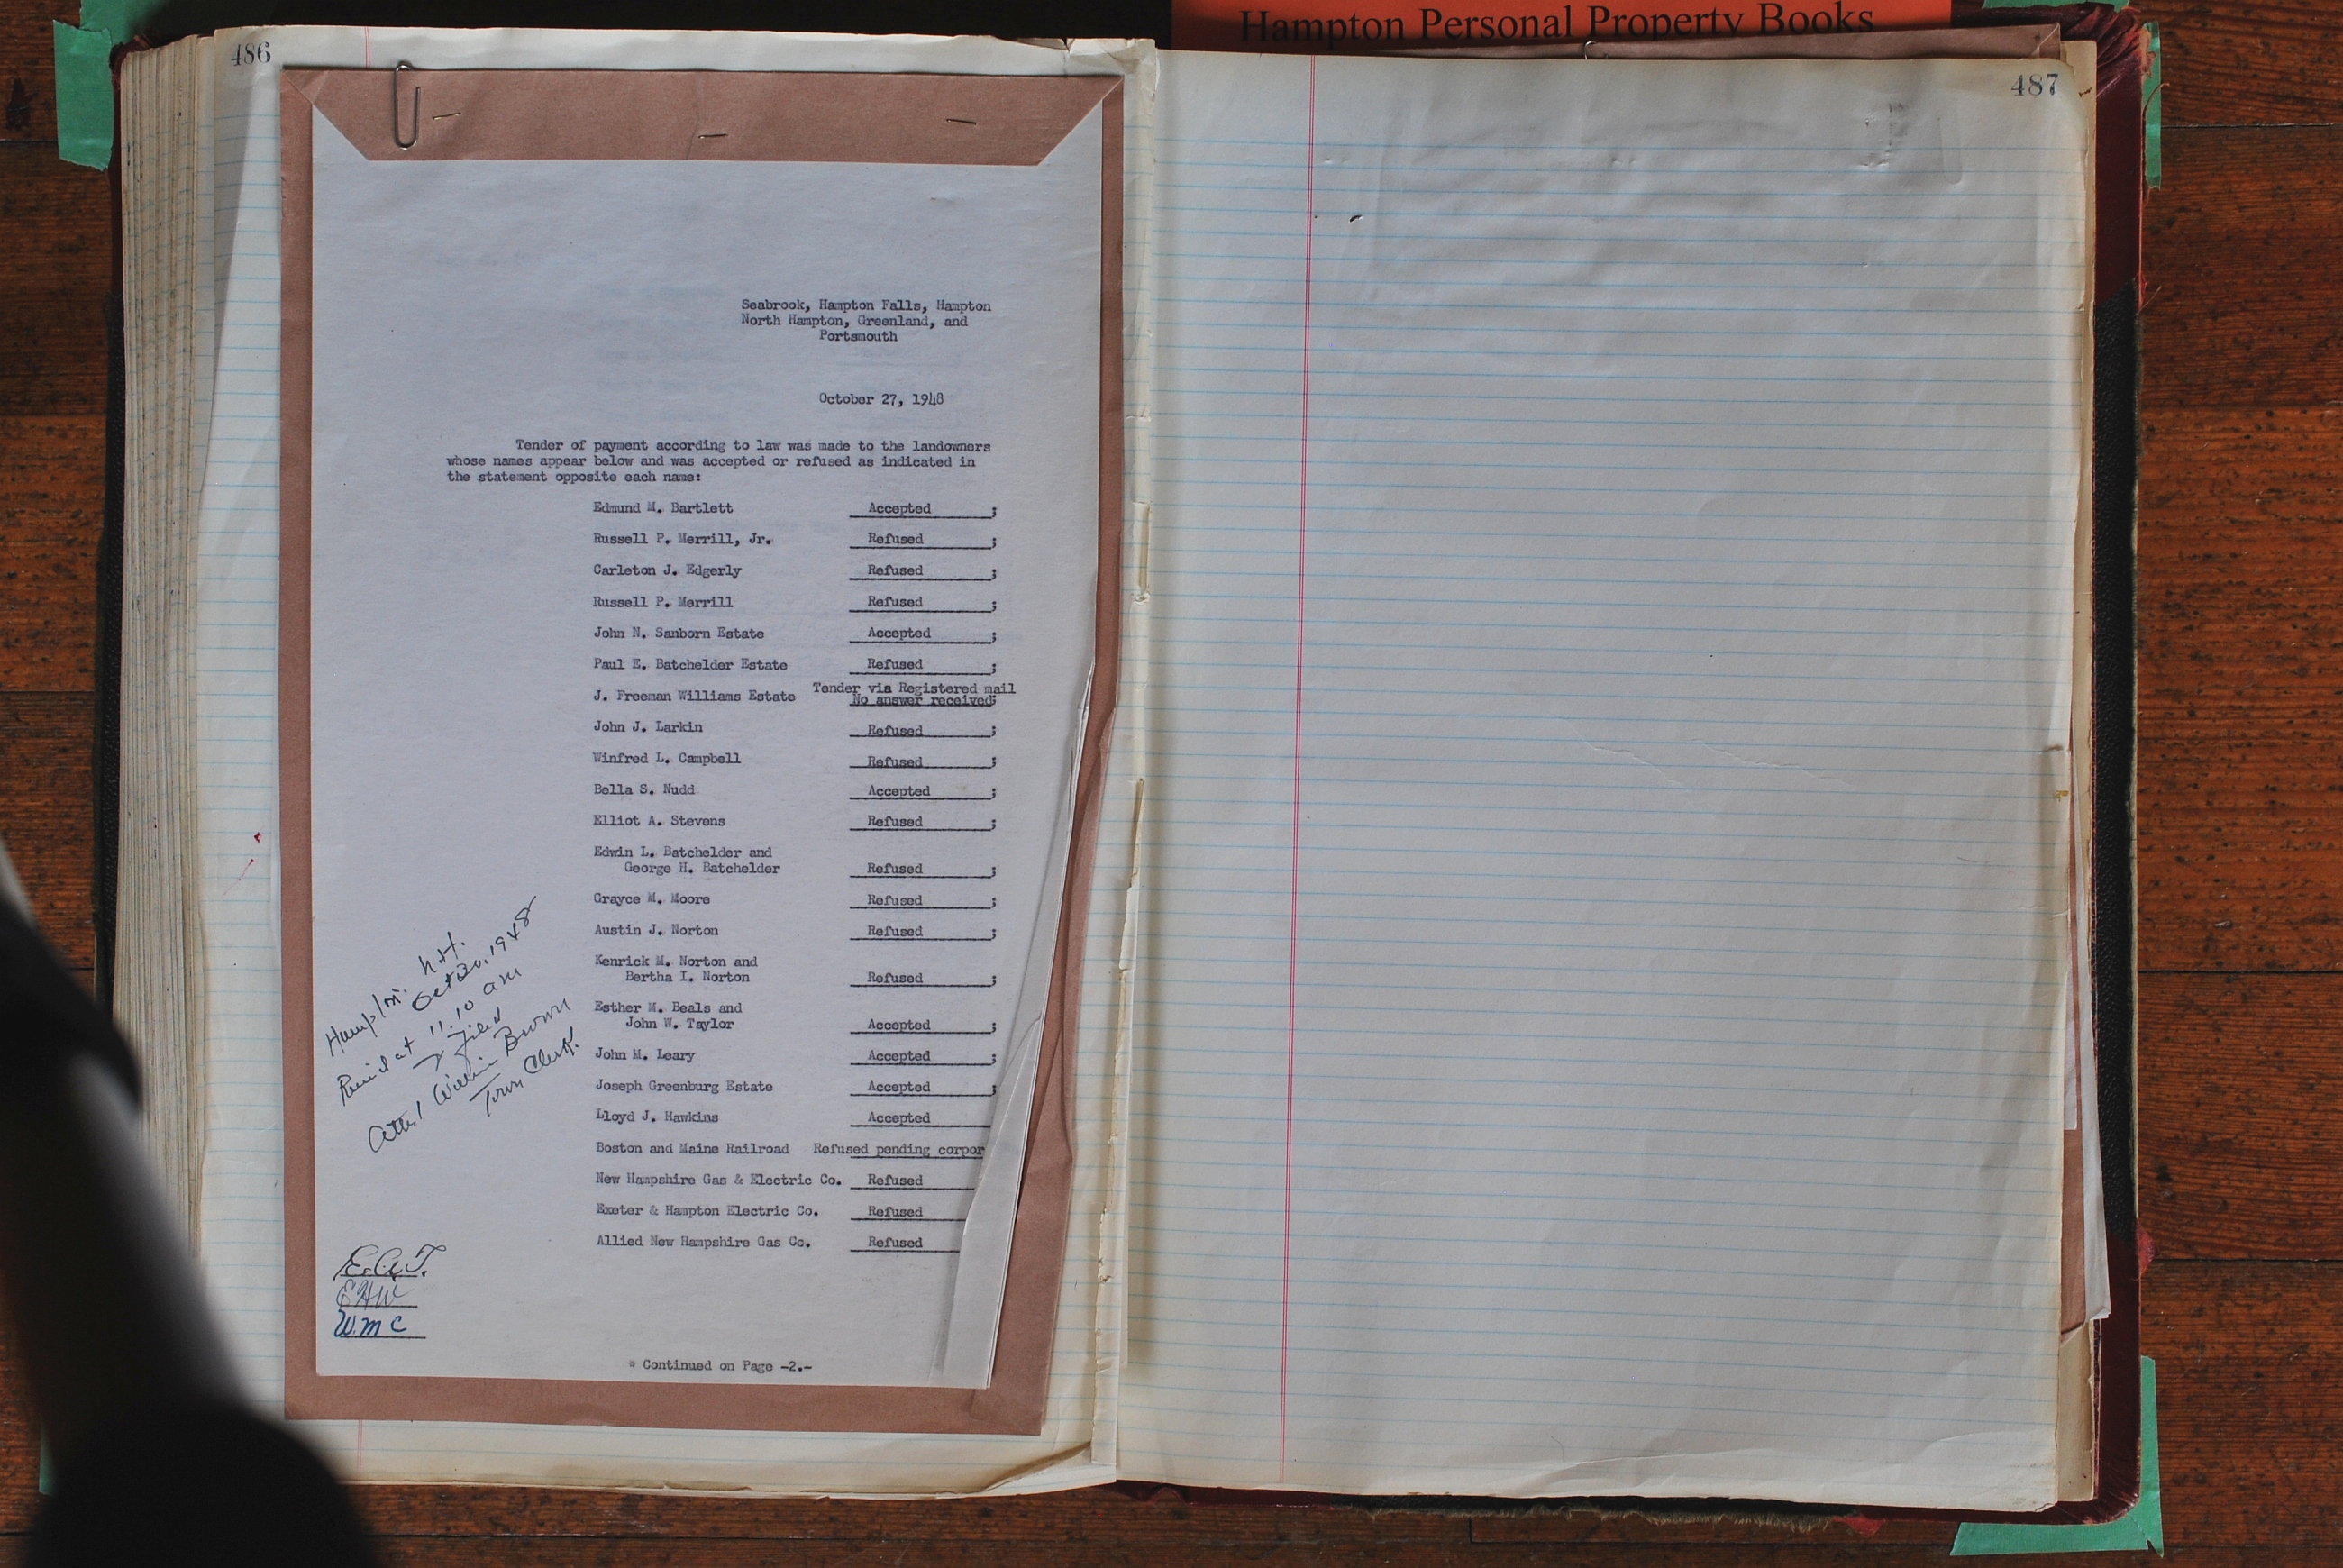 Hampton Personal Property Books
486
487
Seabrook, Hampton Falls, Hampton
North Hampton, Greenland, and
Portsmouth
October 27, 1948
Tender of payment according to law was made to the landowners
whose names appear below and was accepted or refused as indicated in
the statement opposite each name:
Edmund M. Bartlett Accepted ;
Russell P. Merrill, Jr. Refused ;
Carleton J. Edgerly Refused ;
Russell P. Merrill Refused ;
John N. Sanborn Estate Accepted ;
Paul E. Batchelder Estate Refused ;
Tender via Registered mail
J. Freeman Williams Estate No answer received;
John J. Larkin Refused ;
Winfred L. Campbell Refused ;
Bella S. Nudd Accepted ;
Elliot A. Stevens Refused ;
Edwin L. Batchelder and
George H. Batchelder Refused ;
Grayce M. Moore Refused ;
Austin J. Norton Refused ;
Kenrick M. Norton and
Bertha I. Norton Refused ;
Esther M. Beals and
John W. Taylor Accepted ;
John M. Leary Accepted ;
Joseph Greenburg Estate Accepted ;
Lloyd J. Hawkins Accepted
Boston and Maine Railroad Refused pending corpor
New Hampshire Gas & Electric Co. Refused
Exeter & Hampton Electric Co. Refused
Allied New Hampshire Gas Co. Refused
Hampton. N.H.
Oct 1948
at 11.10 am
filed
Attest William Brown
Town Clerk.
E.A.T.
EHW
W.M.C
* Continued on Page -2.-